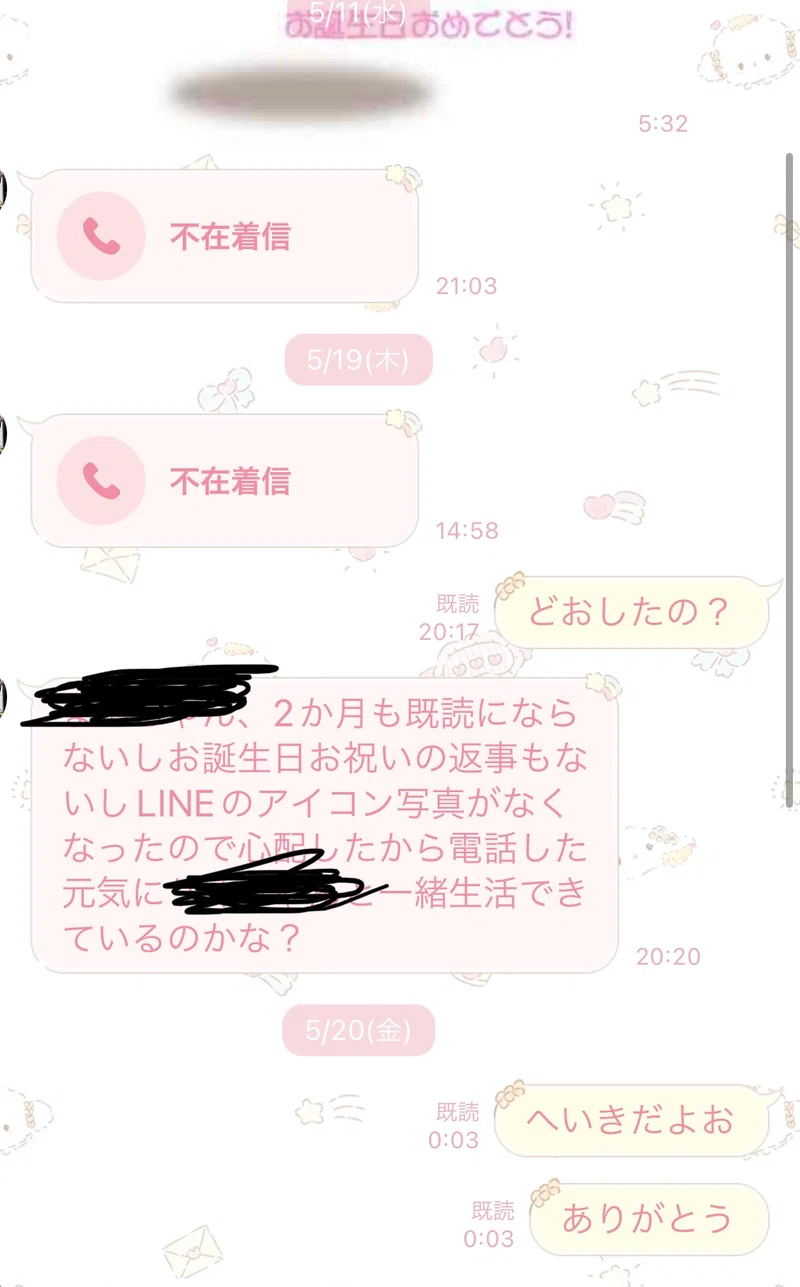 5/11(水)
お誕生日おめでとう!
5:32
不在着信
21:03
5/19(木)
不在着信
14:58
既読
20:17
どおしたの?
ゃん、2か月も既読になら
ないしお誕生日お祝いの返事もな
いしLINEのアイコン写真がなく
なったので心配したから電話した
元気に
と一緒生活でき
ているのかな?
20:20
5/20(金)
既読
0:03
へいきだよお
既読
0:03
ありがとう